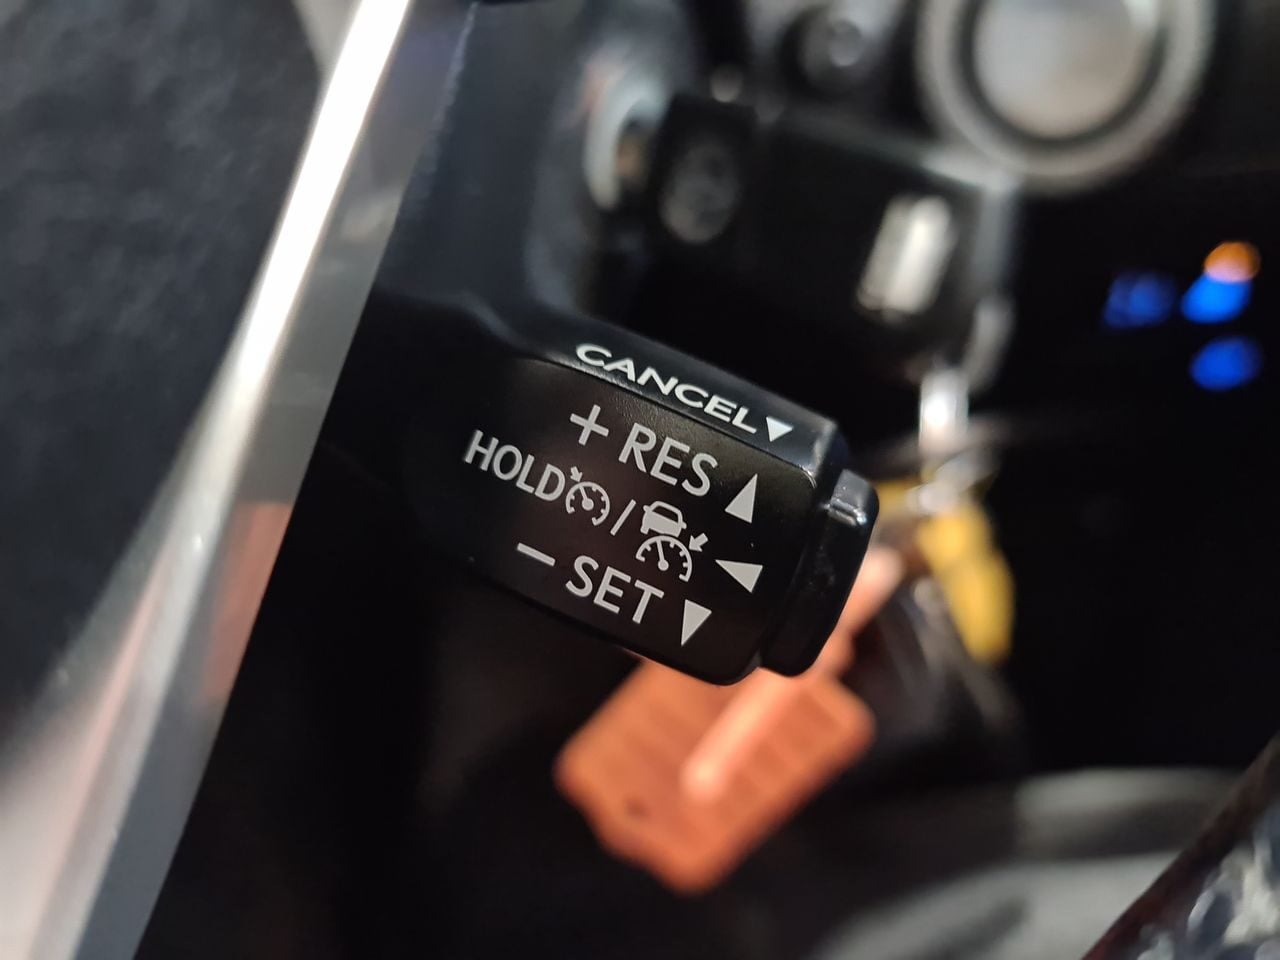 CANCEL▼
+ RES ▲
HOLD / ◀
− SET ▼